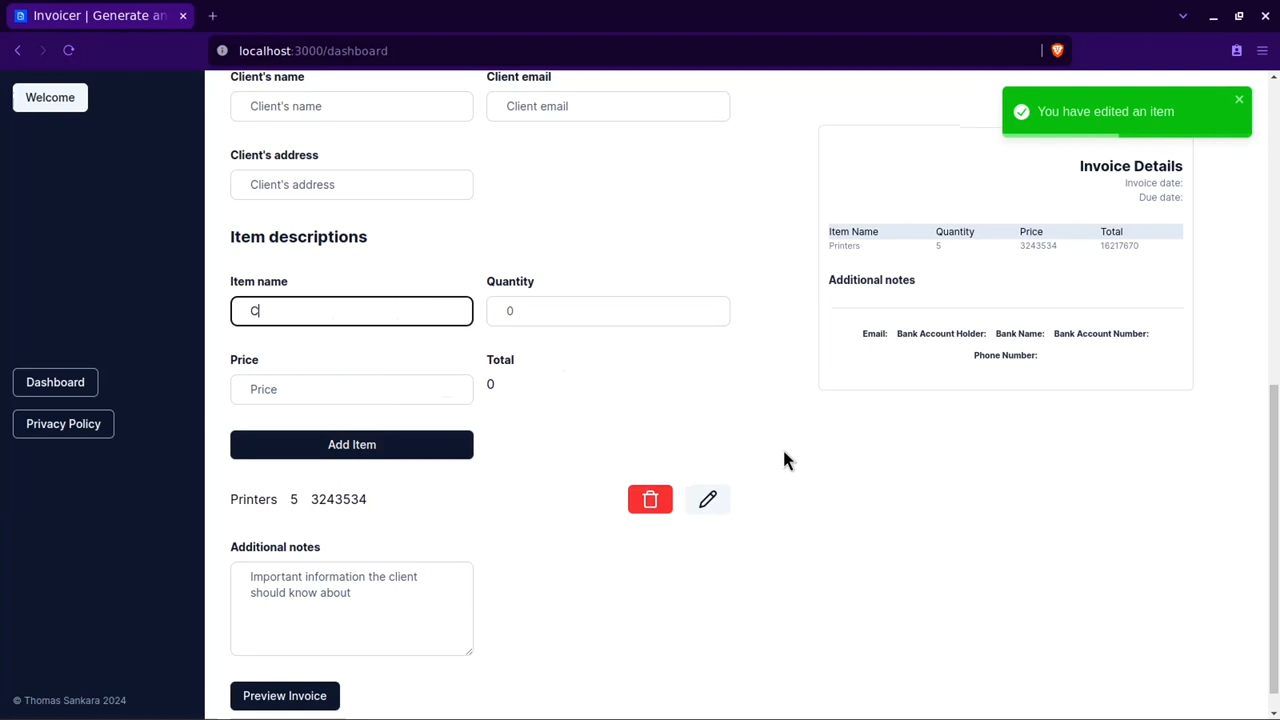 Invoicer | Generate an
localhost:3000/dashboard
Welcome
Dashboard
Privacy Policy
© Thomas Sankara 2024
Client's name
Client email
Client's name
Client email
Client's address
Client's address
Item descriptions
Item name
Quantity
C
0
Price
Total
Price
0
Add Item
Printers 5 3243534
Additional notes
Important information the client
should know about
Preview Invoice
You have edited an item
Invoice Details
Invoice date:
Due date:
Item Name Quantity Price Total
Printers 5 3243534 16217670
Additional notes
Email: Bank Account Holder: Bank Name: Bank Account Number:
Phone Number: